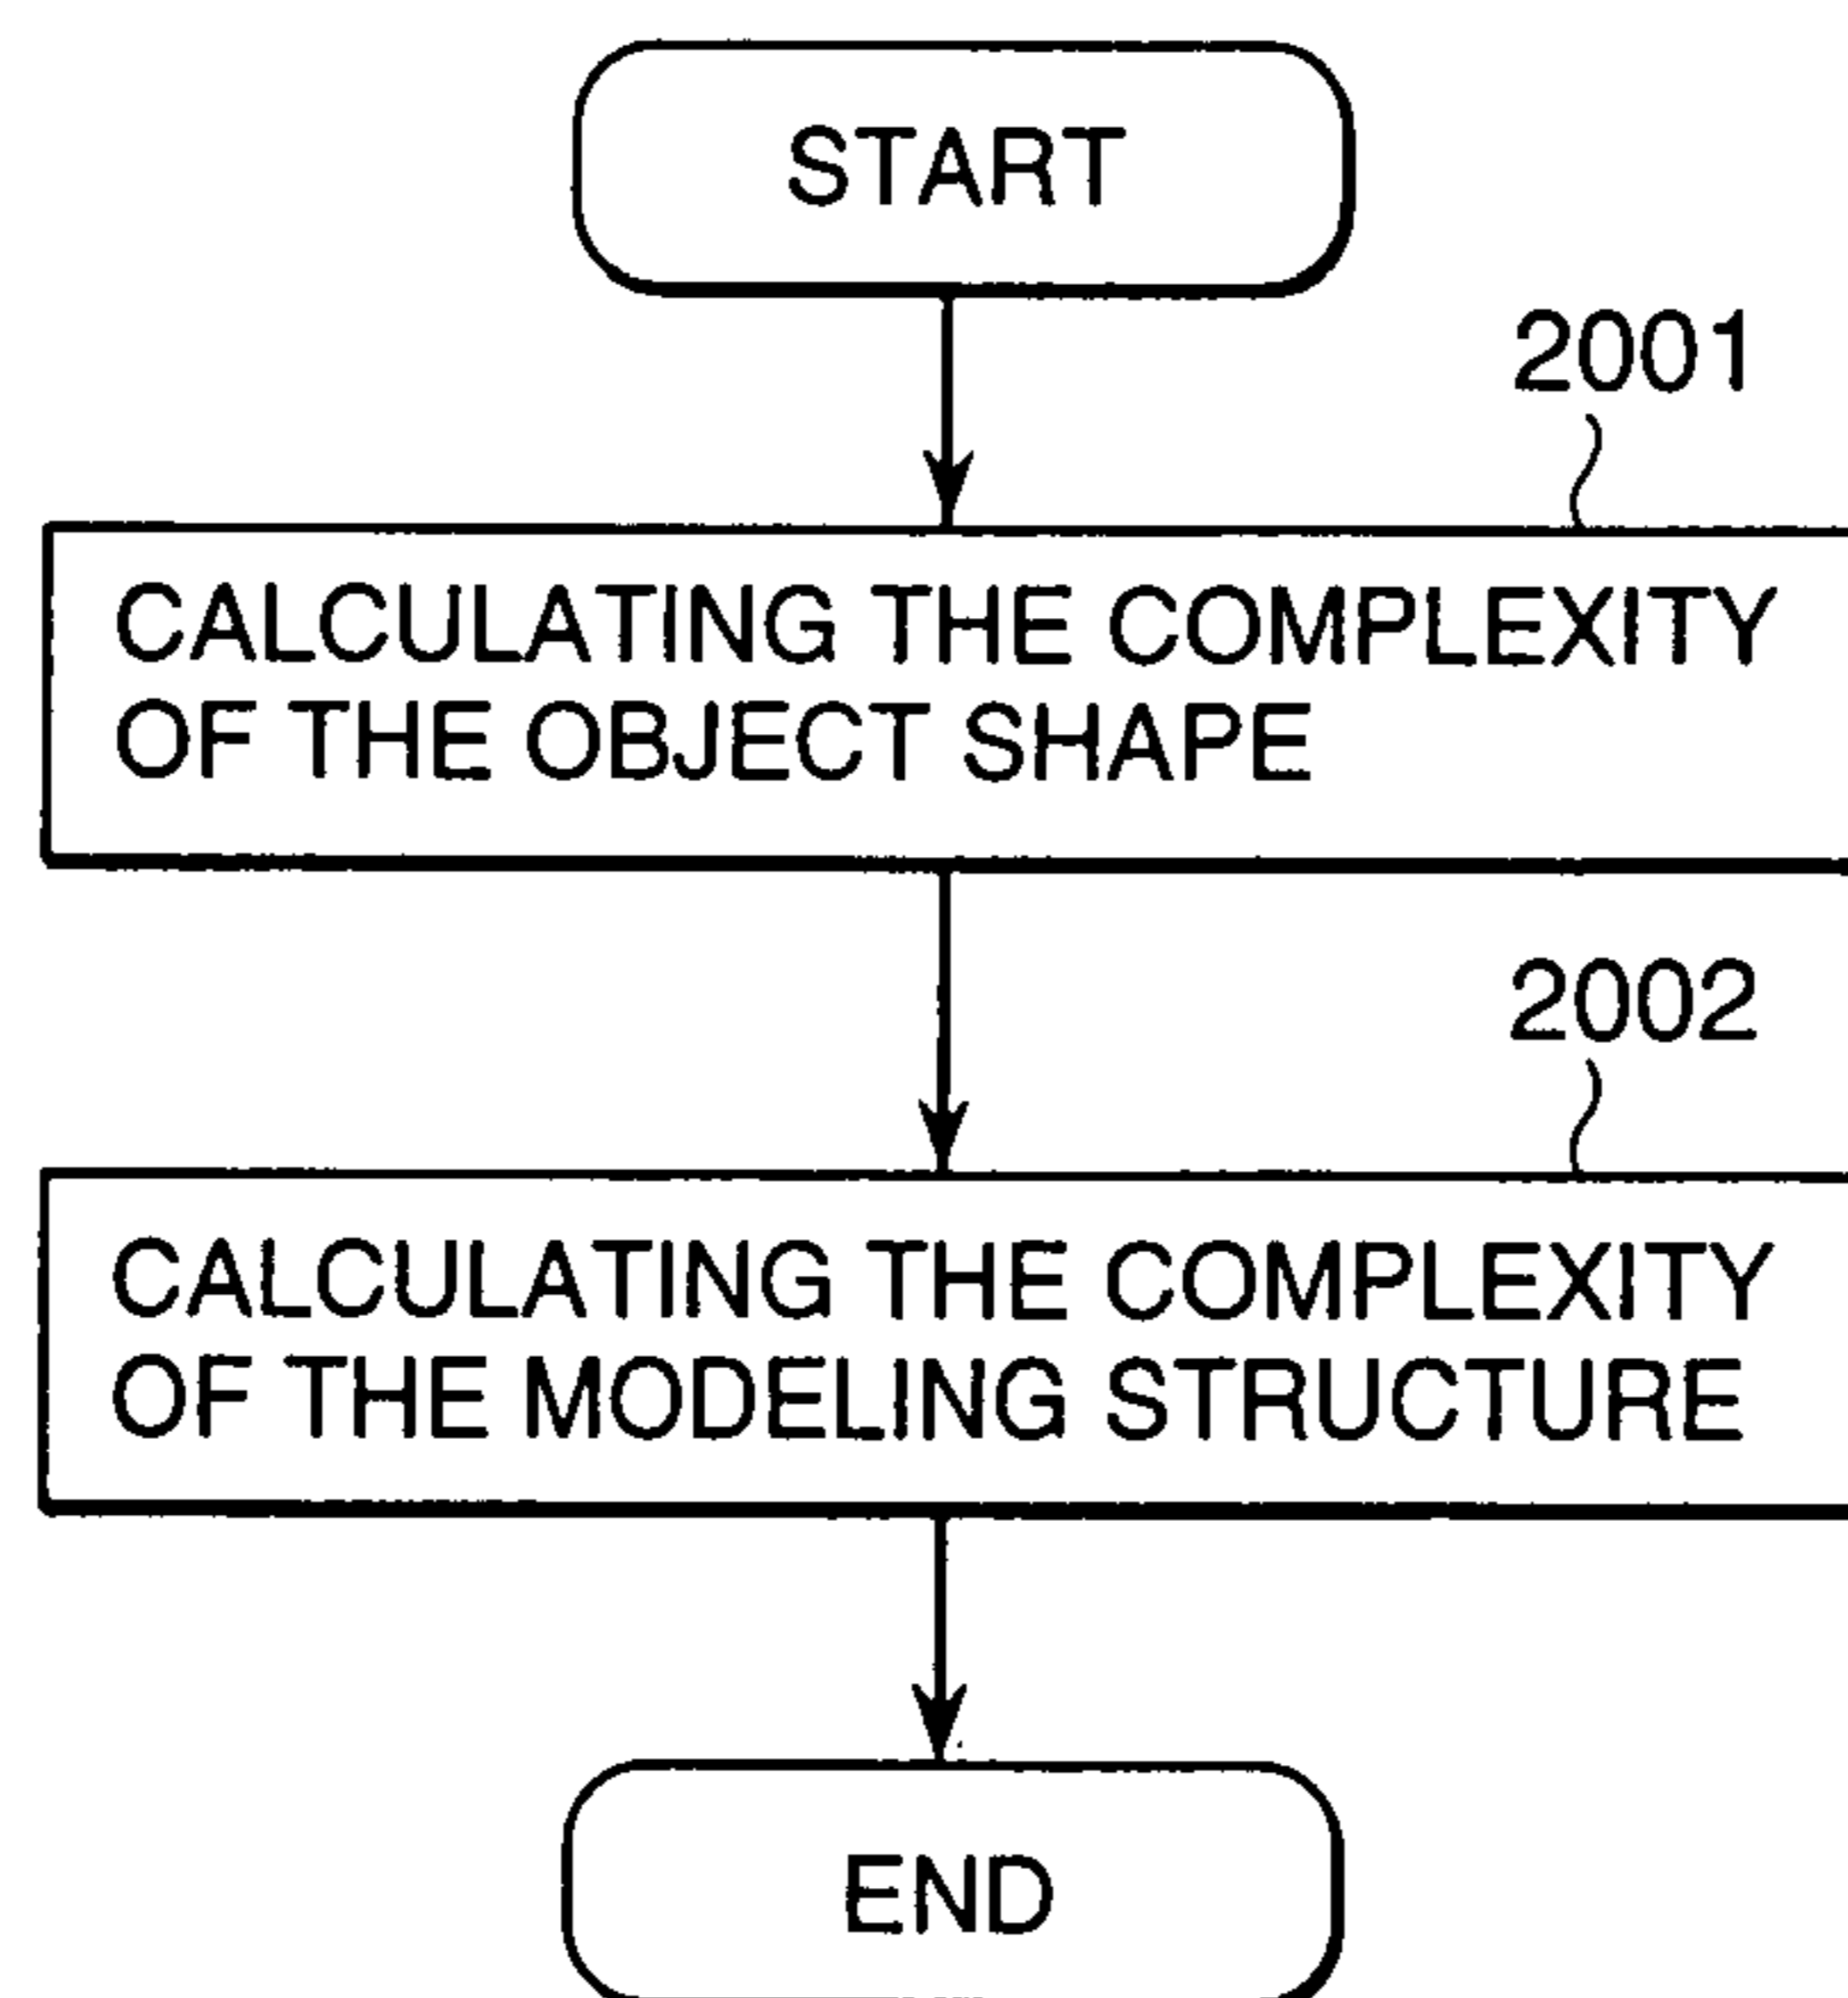 START
2001
CALCULATING THE COMPLEXITY
OF THE OBJECT SHAPE
2002
CALCULATING THE COMPLEXITY
OF THE MODELING STRUCTURE
END